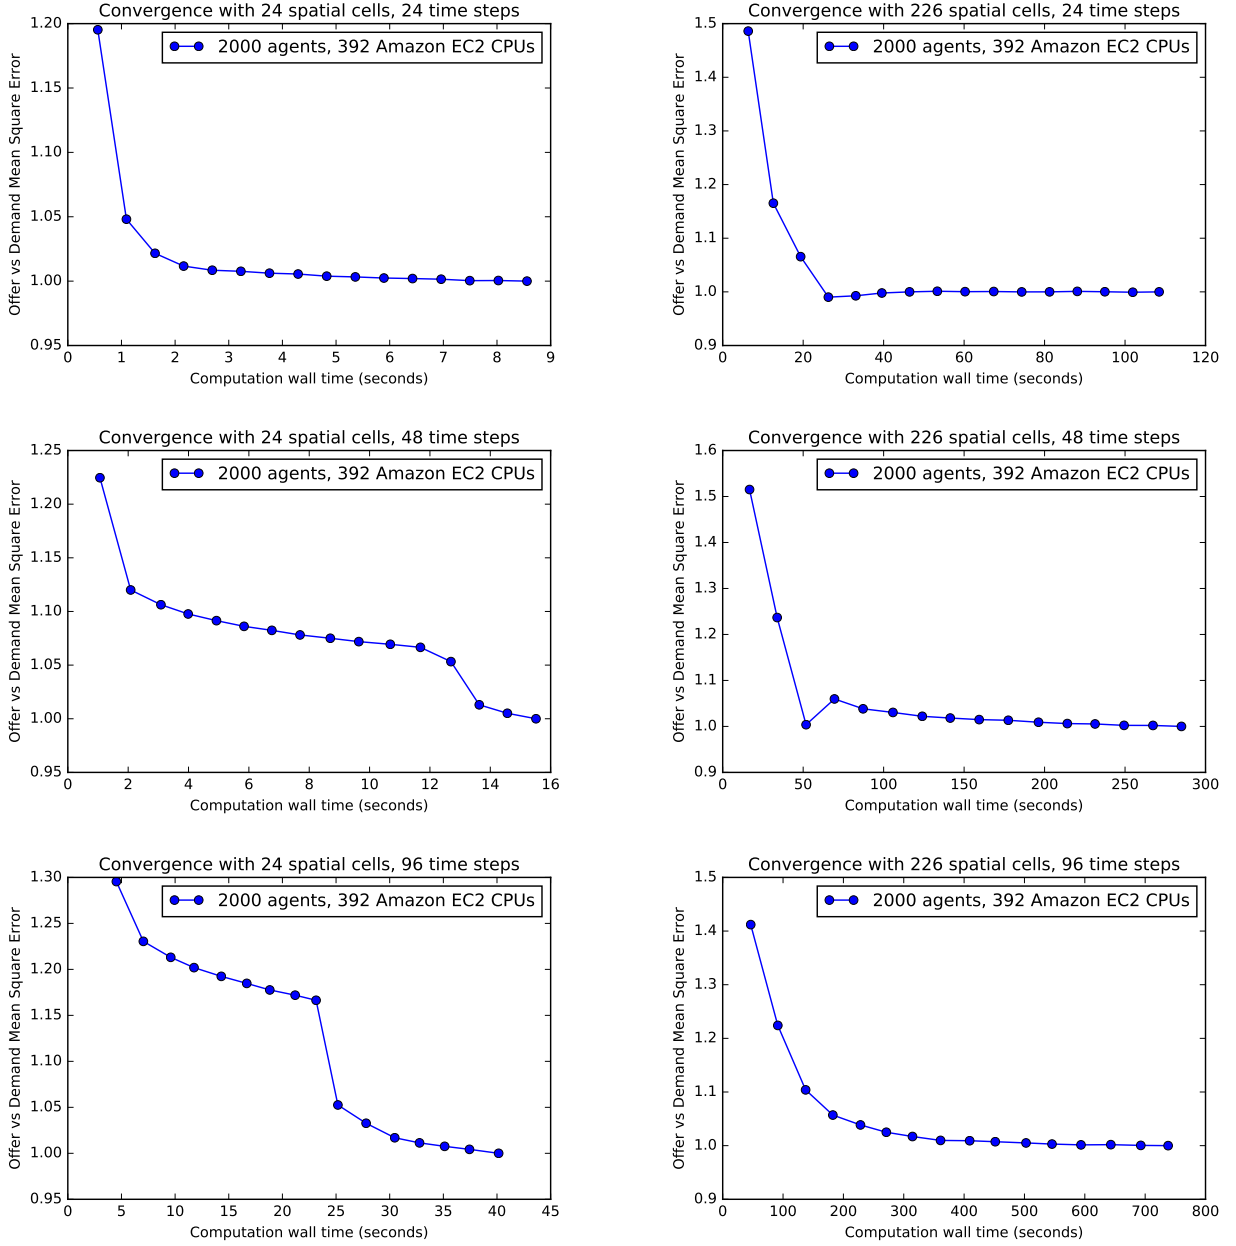 Convergence with 24 spatial cells, 24 time steps
Offer vs Demand Mean Square Error
1.20
1.15
1.10
1.05
1.00
0.95
2000 agents, 392 Amazon EC2 CPUs
0 1 2 3 4 5 6 7 8 9
Computation wall time (seconds)
Convergence with 226 spatial cells, 24 time steps
Offer vs Demand Mean Square Error
1.5
1.4
1.3
1.2
1.1
1.0
0.9
2000 agents, 392 Amazon EC2 CPUs
0 20 40 60 80 100 120
Computation wall time (seconds)
Convergence with 24 spatial cells, 48 time steps
Offer vs Demand Mean Square Error
1.25
1.20
1.15
1.10
1.05
1.00
0.95
2000 agents, 392 Amazon EC2 CPUs
0 2 4 6 8 10 12 14 16
Computation wall time (seconds)
Convergence with 226 spatial cells, 48 time steps
Offer vs Demand Mean Square Error
1.6
1.5
1.4
1.3
1.2
1.1
1.0
0.9
2000 agents, 392 Amazon EC2 CPUs
0 50 100 150 200 250 300
Computation wall time (seconds)
Convergence with 24 spatial cells, 96 time steps
Offer vs Demand Mean Square Error
1.30
1.25
1.20
1.15
1.10
1.05
1.00
0.95
2000 agents, 392 Amazon EC2 CPUs
0 5 10 15 20 25 30 35 40 45
Computation wall time (seconds)
Convergence with 226 spatial cells, 96 time steps
Offer vs Demand Mean Square Error
1.5
1.4
1.3
1.2
1.1
1.0
0.9
2000 agents, 392 Amazon EC2 CPUs
0 100 200 300 400 500 600 700 800
Computation wall time (seconds)